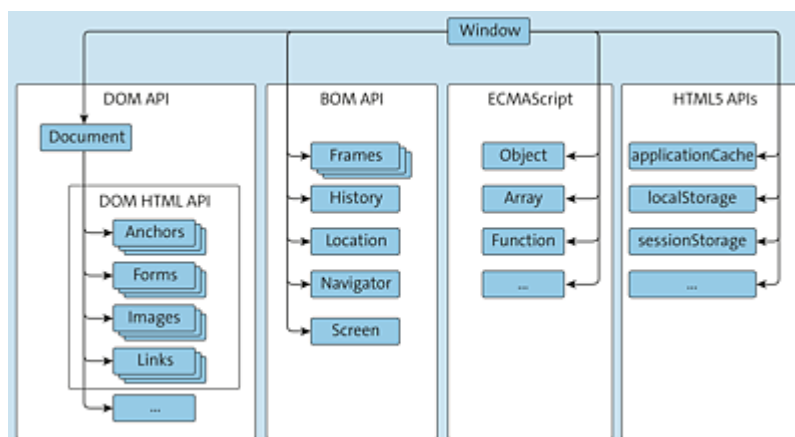 Window
DOM API
Document
DOM HTML API
Anchors
Forms
Images
Links
...
BOM API
Frames
History
Location
Navigator
Screen
ECMAScript
Object
Array
Function
...
HTML5 APIs
applicationCache
localStorage
sessionStorage
...